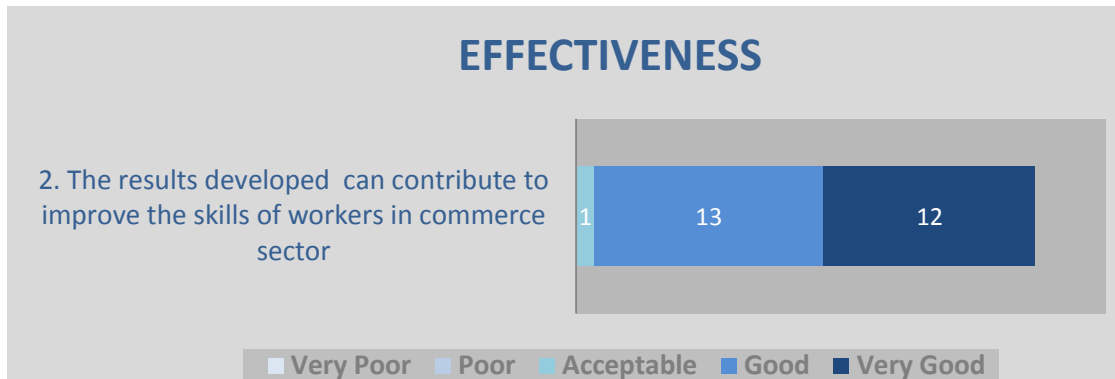 EFFECTIVENESS
2. The results developed  can contribute to
improve the skills of workers in commerce
sector
1 13 12
Very Poor Poor Acceptable Good Very Good